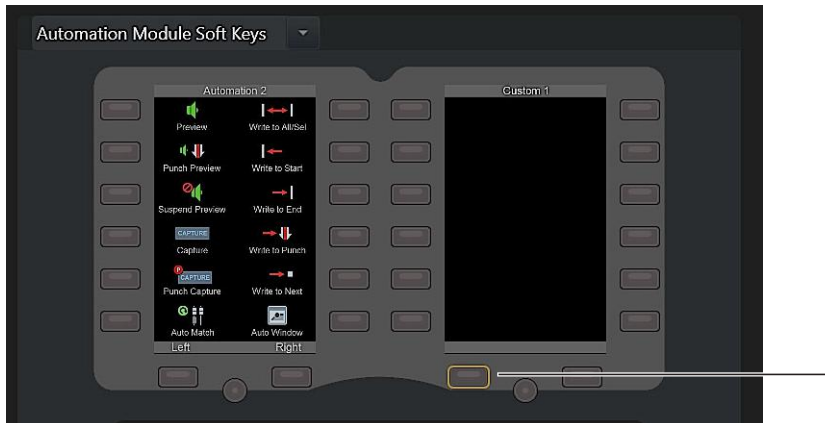 Automation Module Soft Keys
Automation 2
Custom 1
Preview
Write to All/Sel
Punch Preview
Write to Start
Suspend Preview
Write to End
CAPTURE
Capture
Write to Punch
P
CAPTURE
Punch Capture
Write to Next
Auto Match
Auto Window
Left
Right